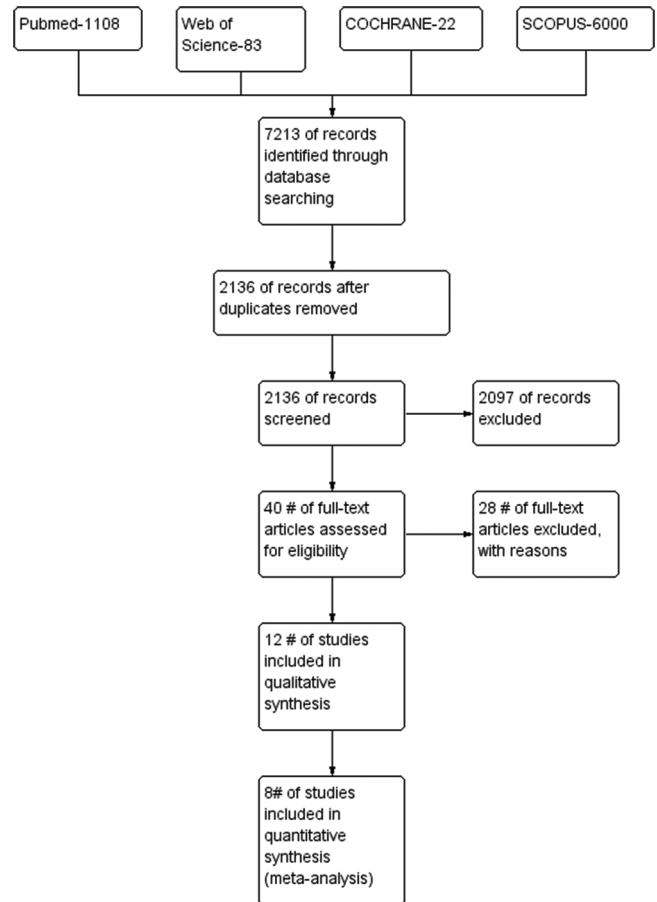 Pubmed-1108
Web of
Science-83
COCHRANE-22
SCOPUS-6000
7213 of records
identified through
database
searching
2136 of records after
duplicates removed
2136 of records
screened
2097 of records
excluded
40 # of full-text
articles assessed
for eligibility
28 # of full-text
articles excluded,
with reasons
12 # of studies
included in
qualitative
synthesis
8# of studies
included in
quantitative
synthesis
(meta-analysis)